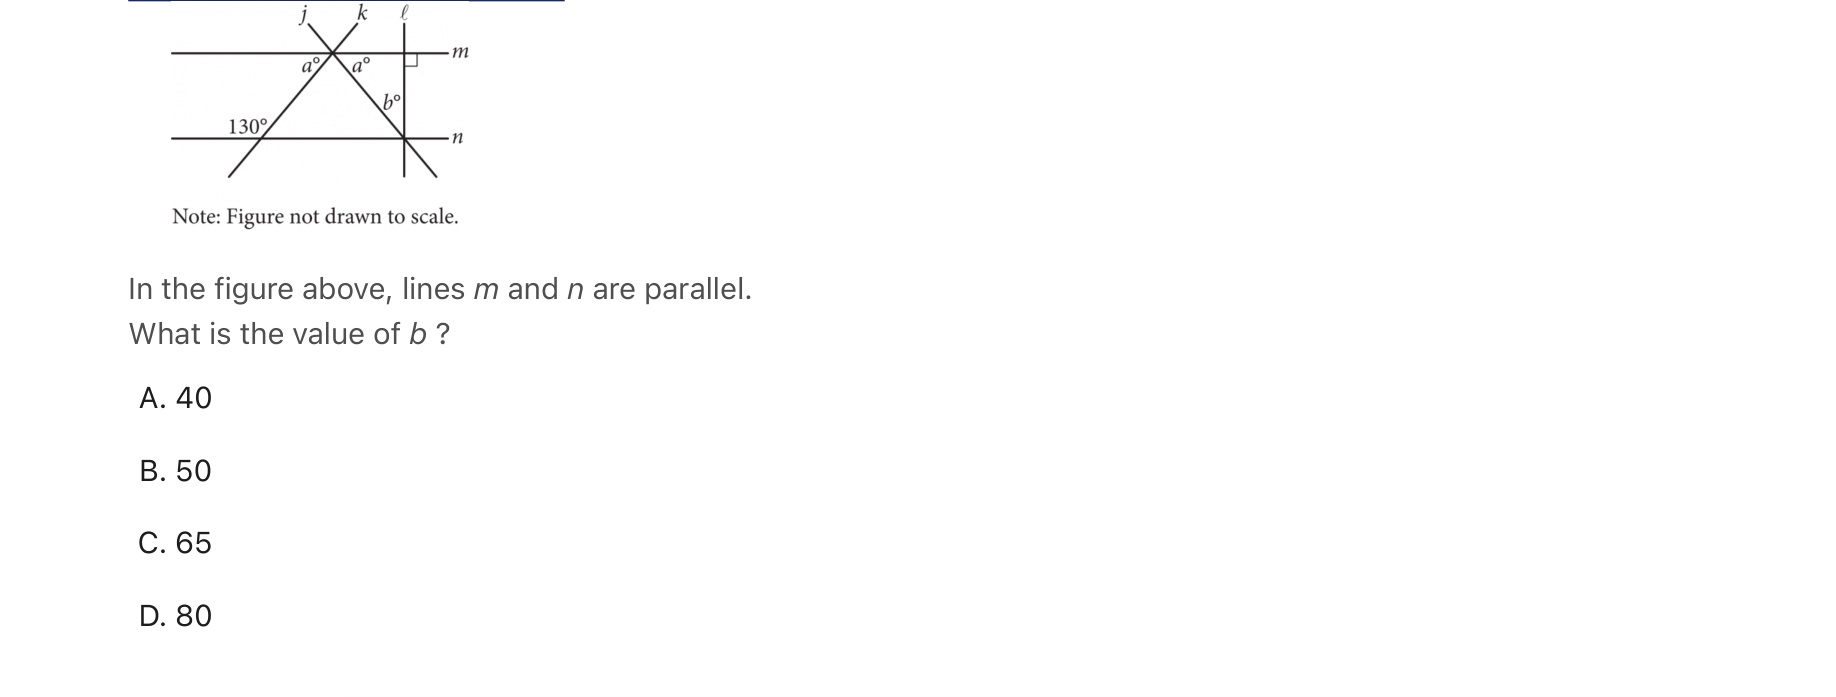 j k ℓ
m
a° a°
b°
130°
n
Note: Figure not drawn to scale.
In the figure above, lines m and n are parallel.
What is the value of b ?
A. 40
B. 50
C. 65
D. 80